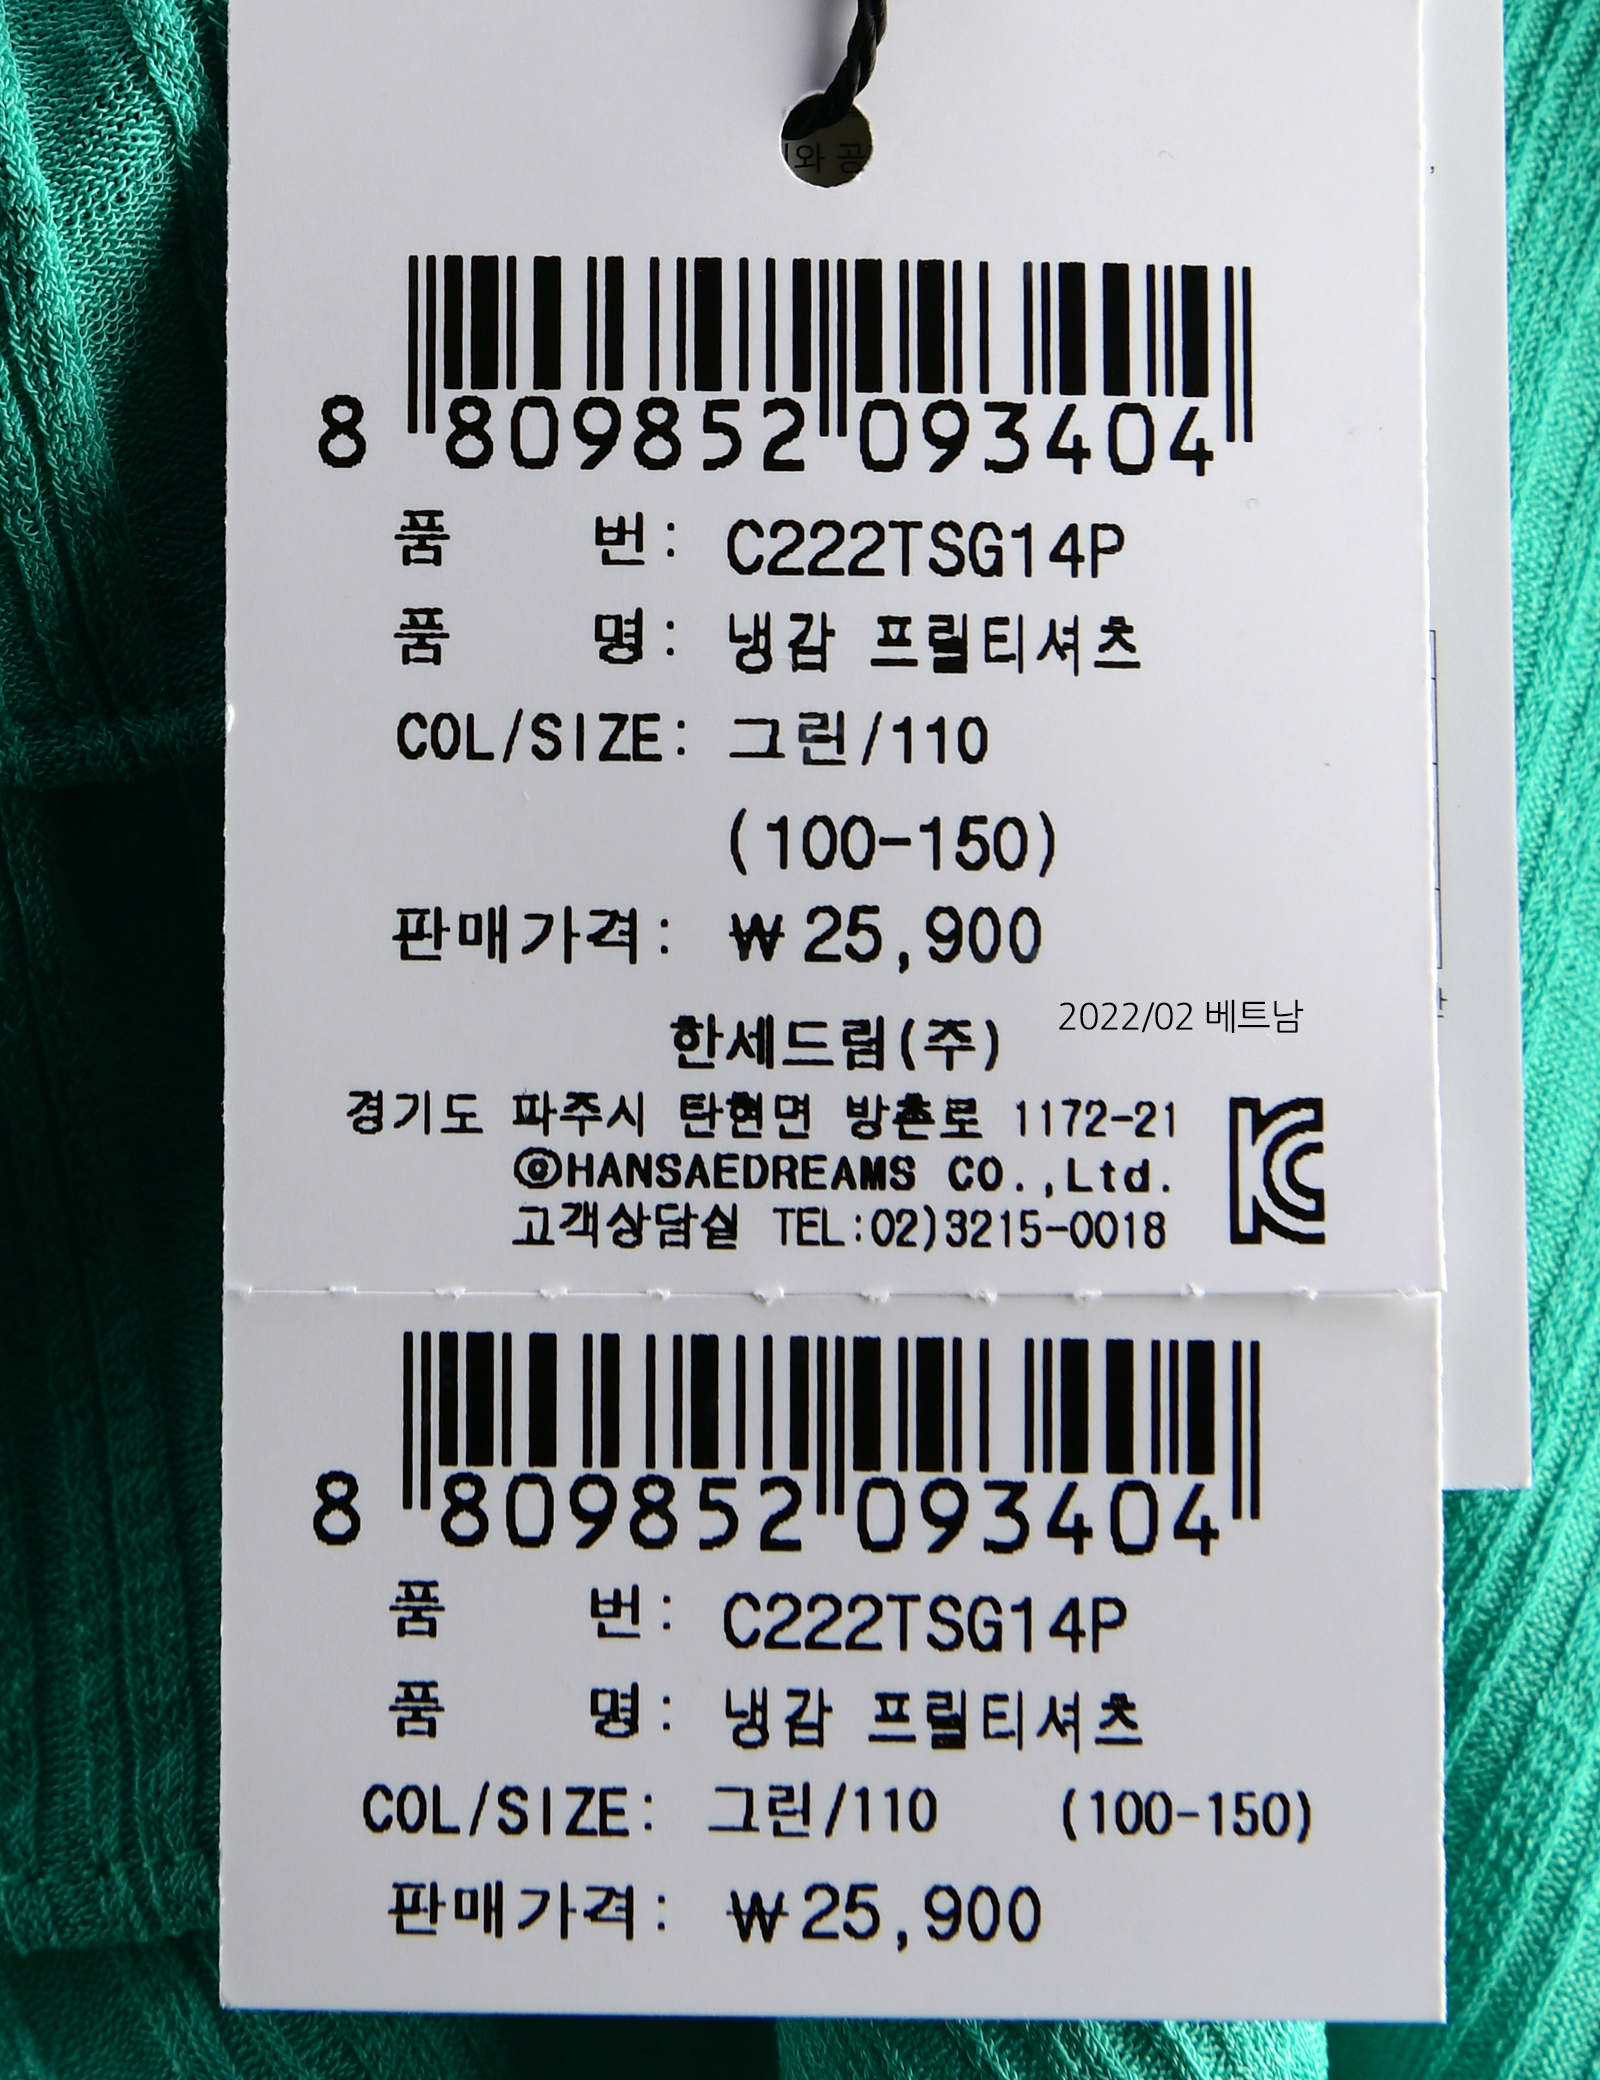 와 공
8 809852 093404
품 번: C222TSG14P
품 명: 냉감 프릴티셔츠
COL/SIZE: 그린/110
(100-150)
판매가격: ₩25,900
한세드림(주) 2022/02 베트남
경기도 파주시 탄현면 방촌로 1172-21
©HANSAEDREAMS CO.,Ltd.
고객상담실 TEL:02)3215-0018
KC
8 809852 093404
품 번: C222TSG14P
품 명: 냉감 프릴티셔츠
COL/SIZE: 그린/110 (100-150)
판매가격: ₩25,900